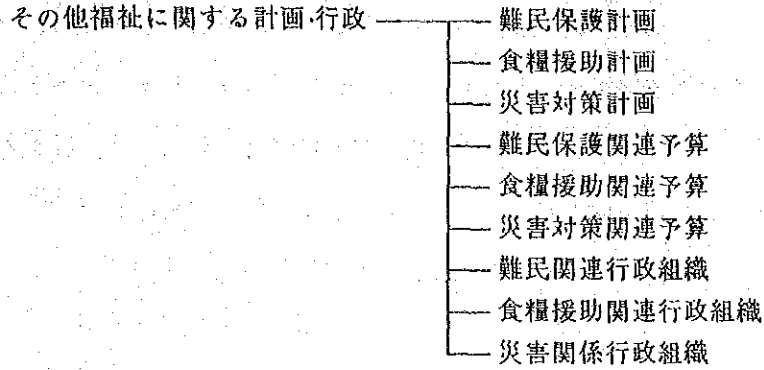 その他福祉に関する計画・行政 難民保護計画
食糧援助計画
災害対策計画
難民保護関連予算
食糧援助関連予算
災害対策関連予算
難民関連行政組織
食糧援助関連行政組織
災害関係行政組織